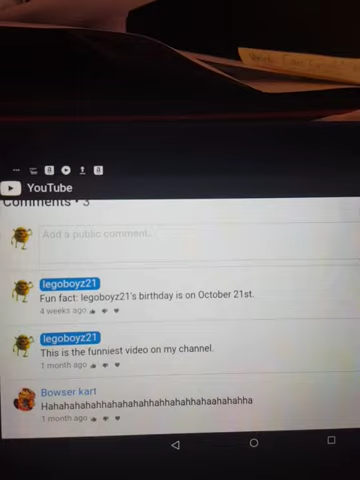 YouTube
Comments • 3
Add a public comment...
legoboyz21
Fun fact: legoboyz21's birthday is on October 21st.
4 weeks ago
legoboyz21
This is the funniest video on my channel.
1 month ago
Bowser kart
Hahahahahahhahahahahhahhahahhahaahahahha
1 month ago